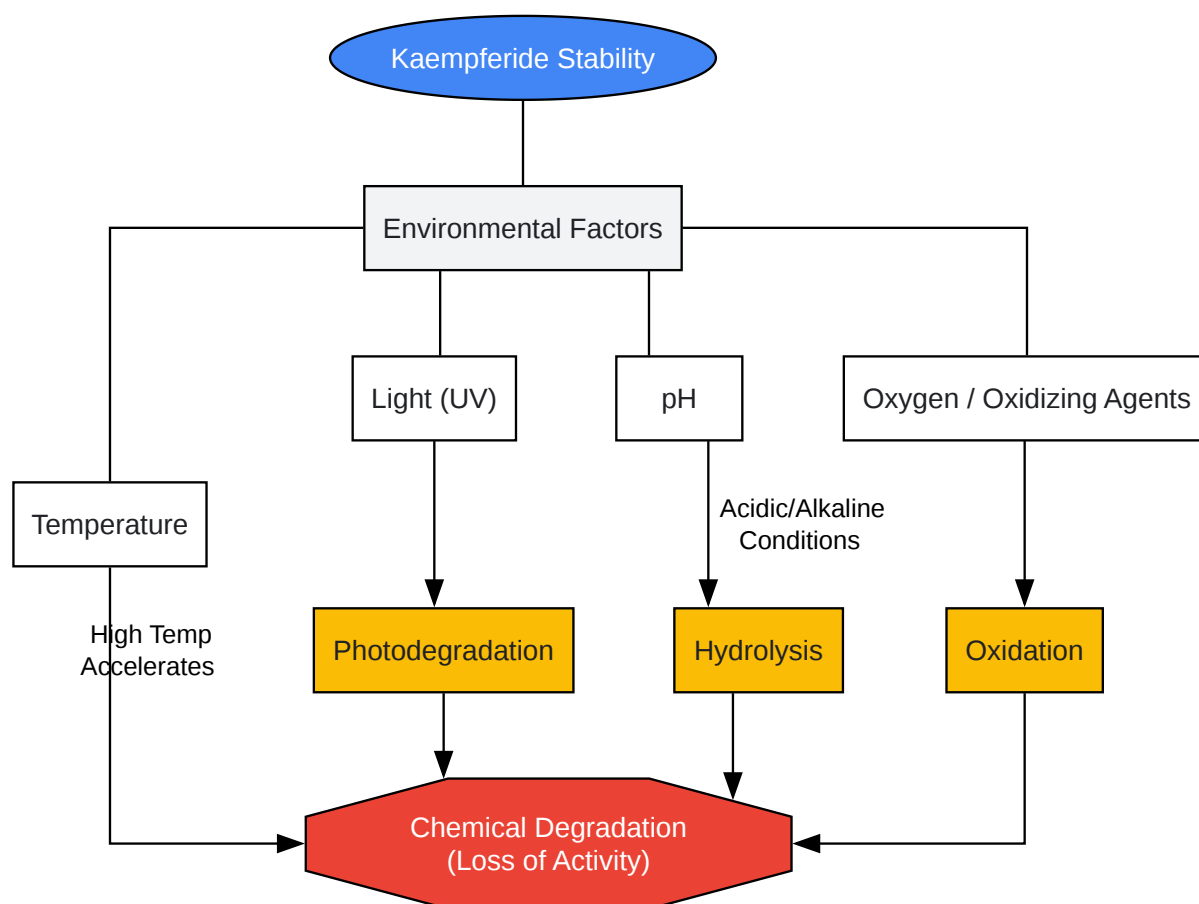 Kaempferide Stability
Environmental Factors
Light (UV)
pH
Oxygen / Oxidizing Agents
Temperature
Acidic/Alkaline
Conditions
High Temp
Accelerates
Photodegradation
Hydrolysis
Oxidation
Chemical Degradation
(Loss of Activity)